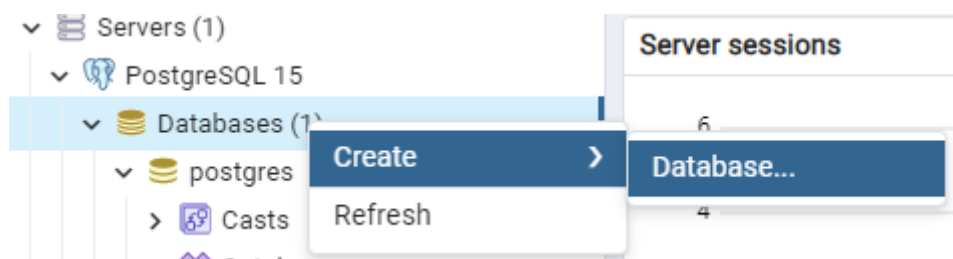 Servers (1)
Server sessions
PostgreSQL 15
Databases (1)
6
Create
Database...
postgres
Refresh
4
Casts